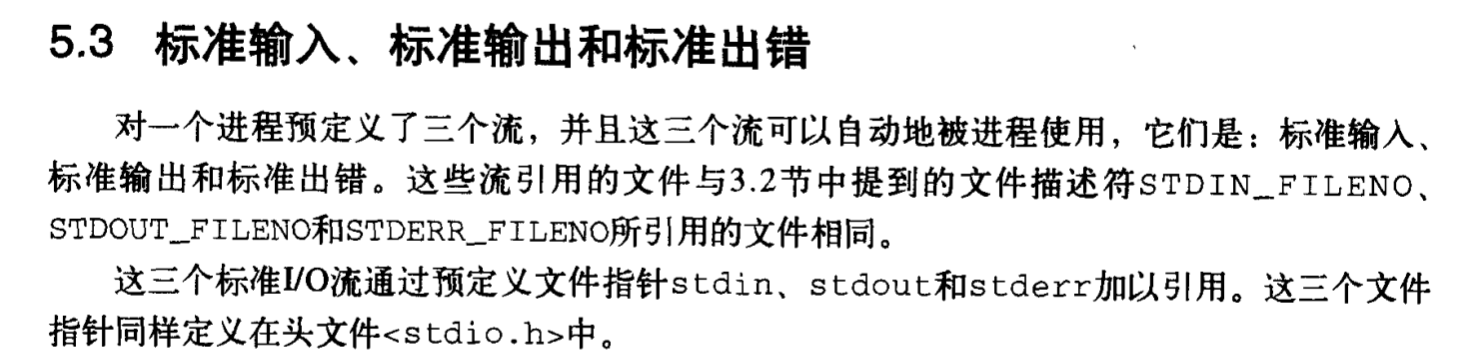 5.3 标准输入、标准输出和标准出错
对一个进程预定义了三个流，并且这三个流可以自动地被进程使用，它们是：标准输入、
标准输出和标准出错。这些流引用的文件与3.2节中提到的文件描述符STDIN_FILENO、
STDOUT_FILENO和STDERR_FILENO所引用的文件相同。
这三个标准I/O流通过预定义文件指针stdin、stdout和stderr加以引用。这三个文件
指针同样定义在头文件<stdio.h>中。